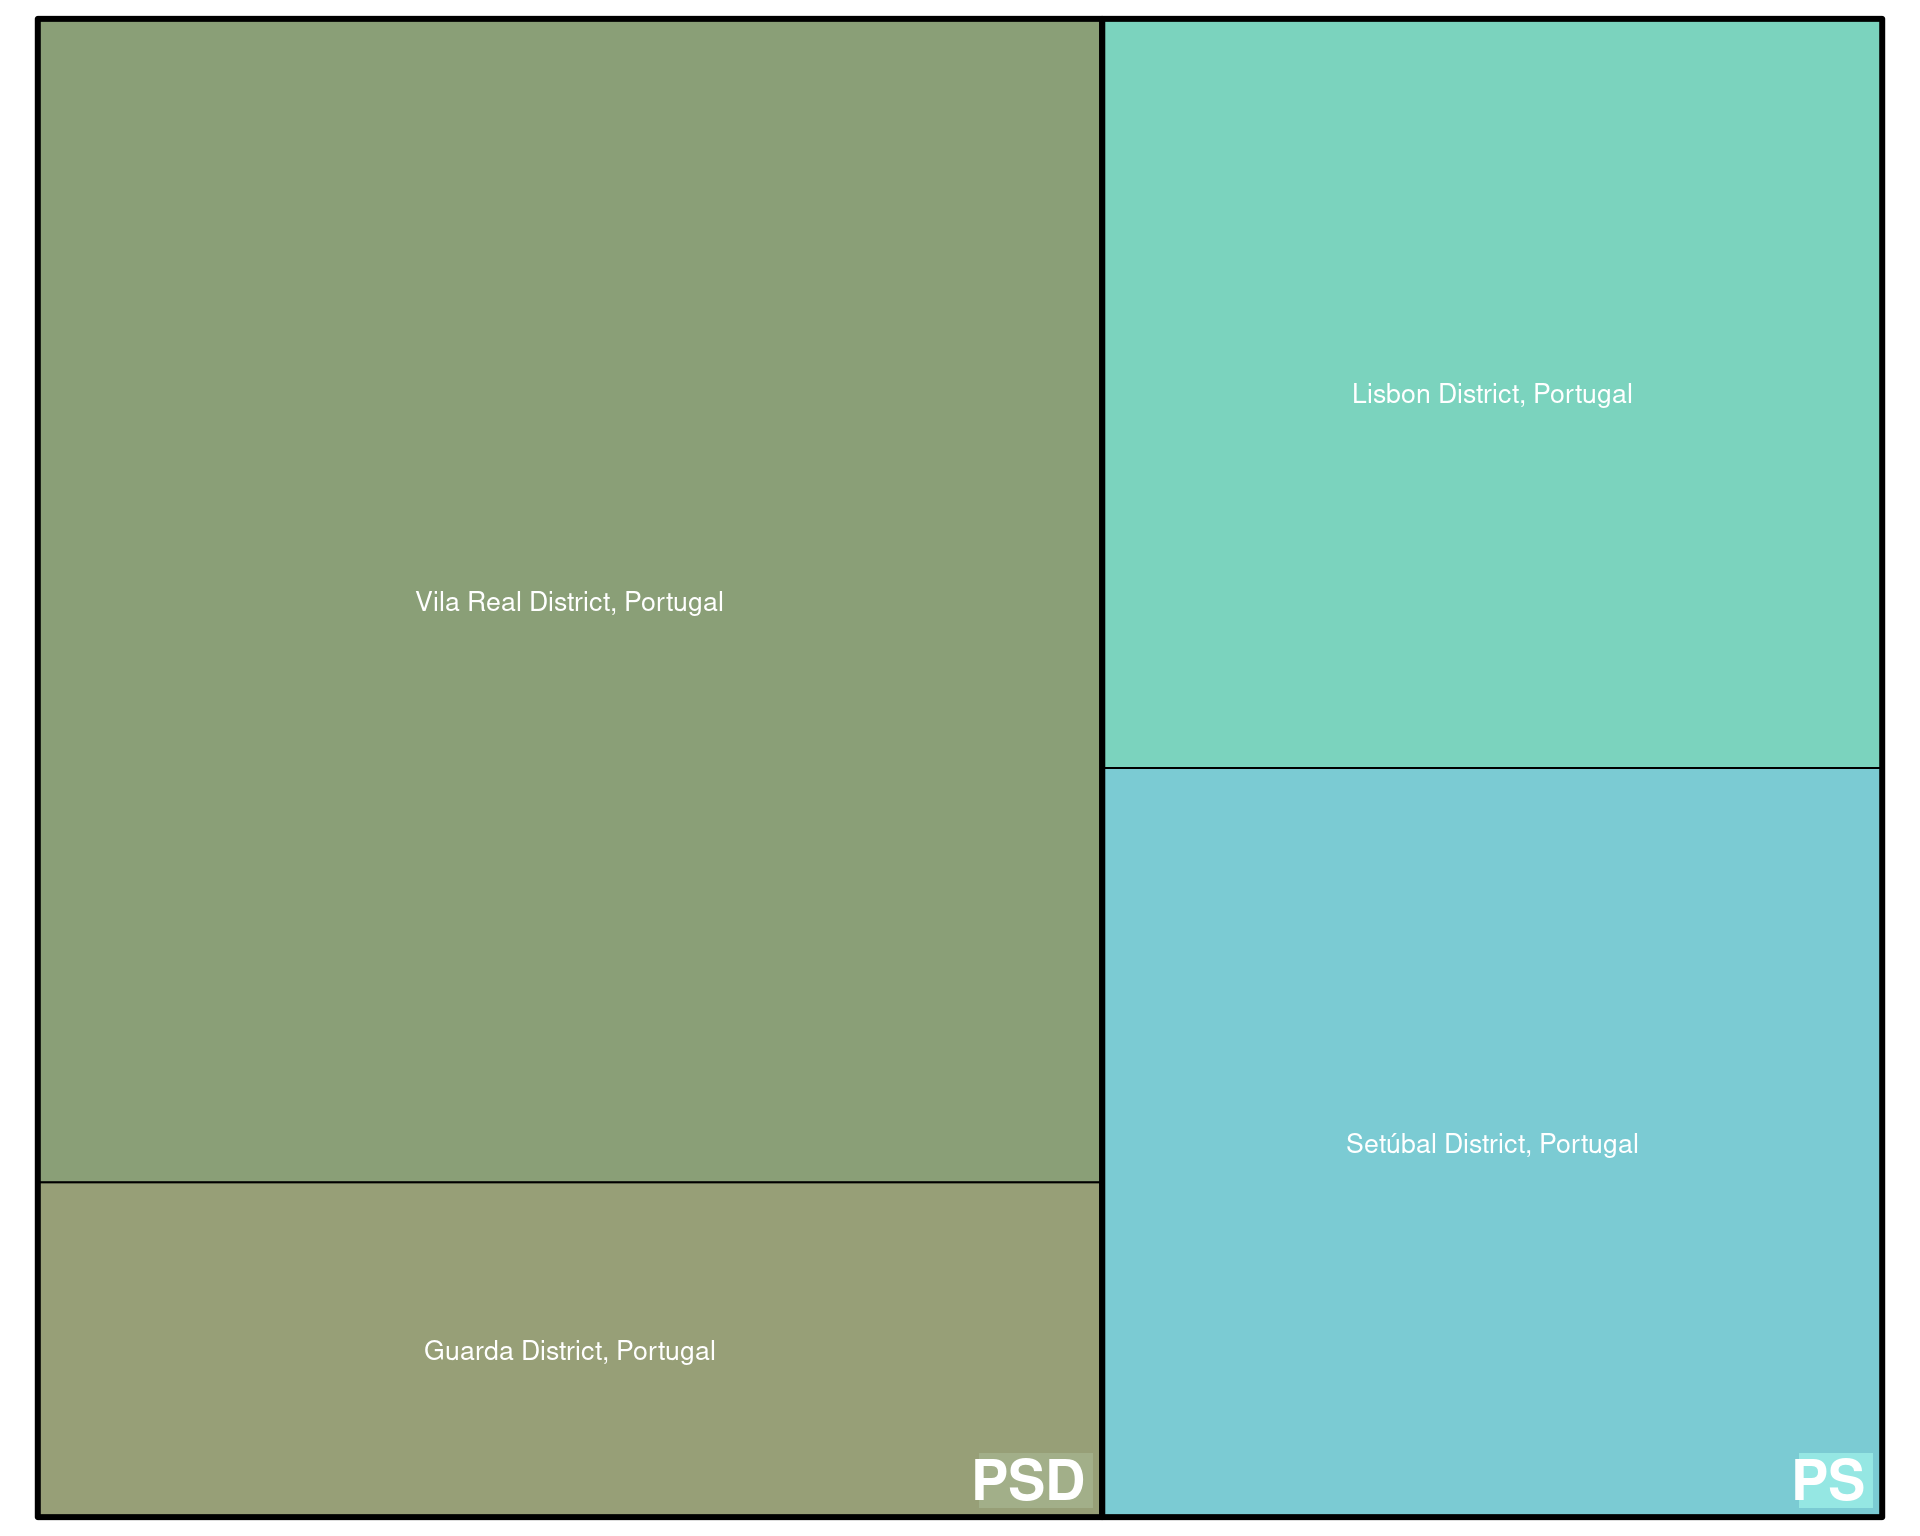 Vila Real District, Portugal
Guarda District, Portugal
PSD
Lisbon District, Portugal
Setúbal District, Portugal
PS